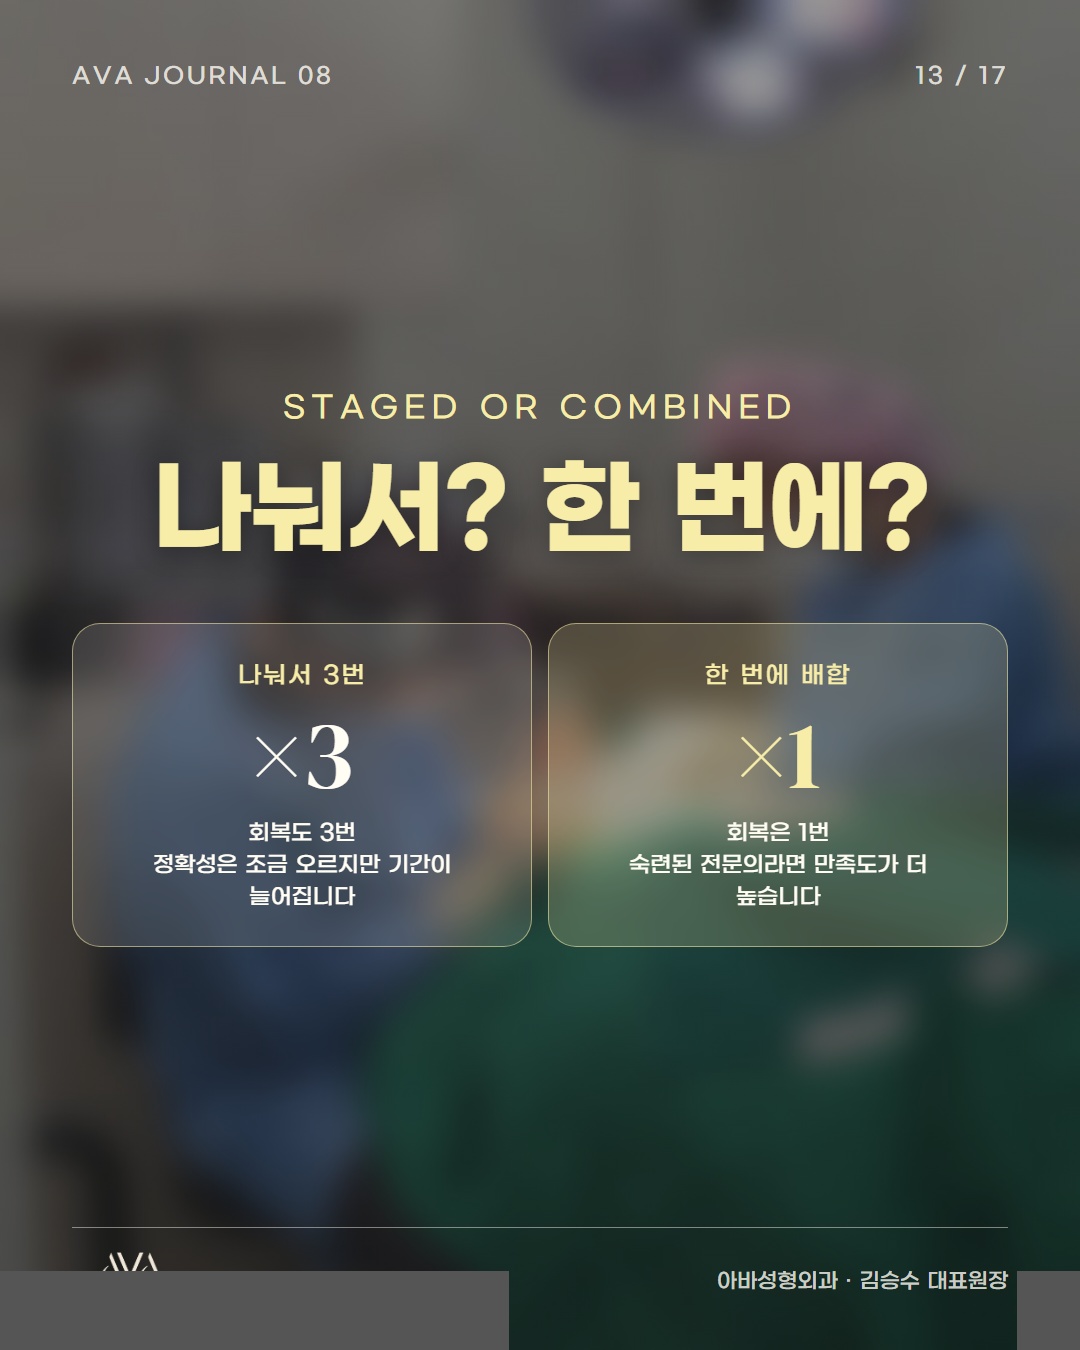 AVA JOURNAL 08
13 / 17
STAGED OR COMBINED
나눠서? 한 번에?
나눠서 3번
×3
회복도 3번
정확성은 조금 오르지만 기간이
늘어집니다
한 번에 배합
×1
회복은 1번
숙련된 전문의라면 만족도가 더
높습니다
아바성형외과 · 김승수 대표원장